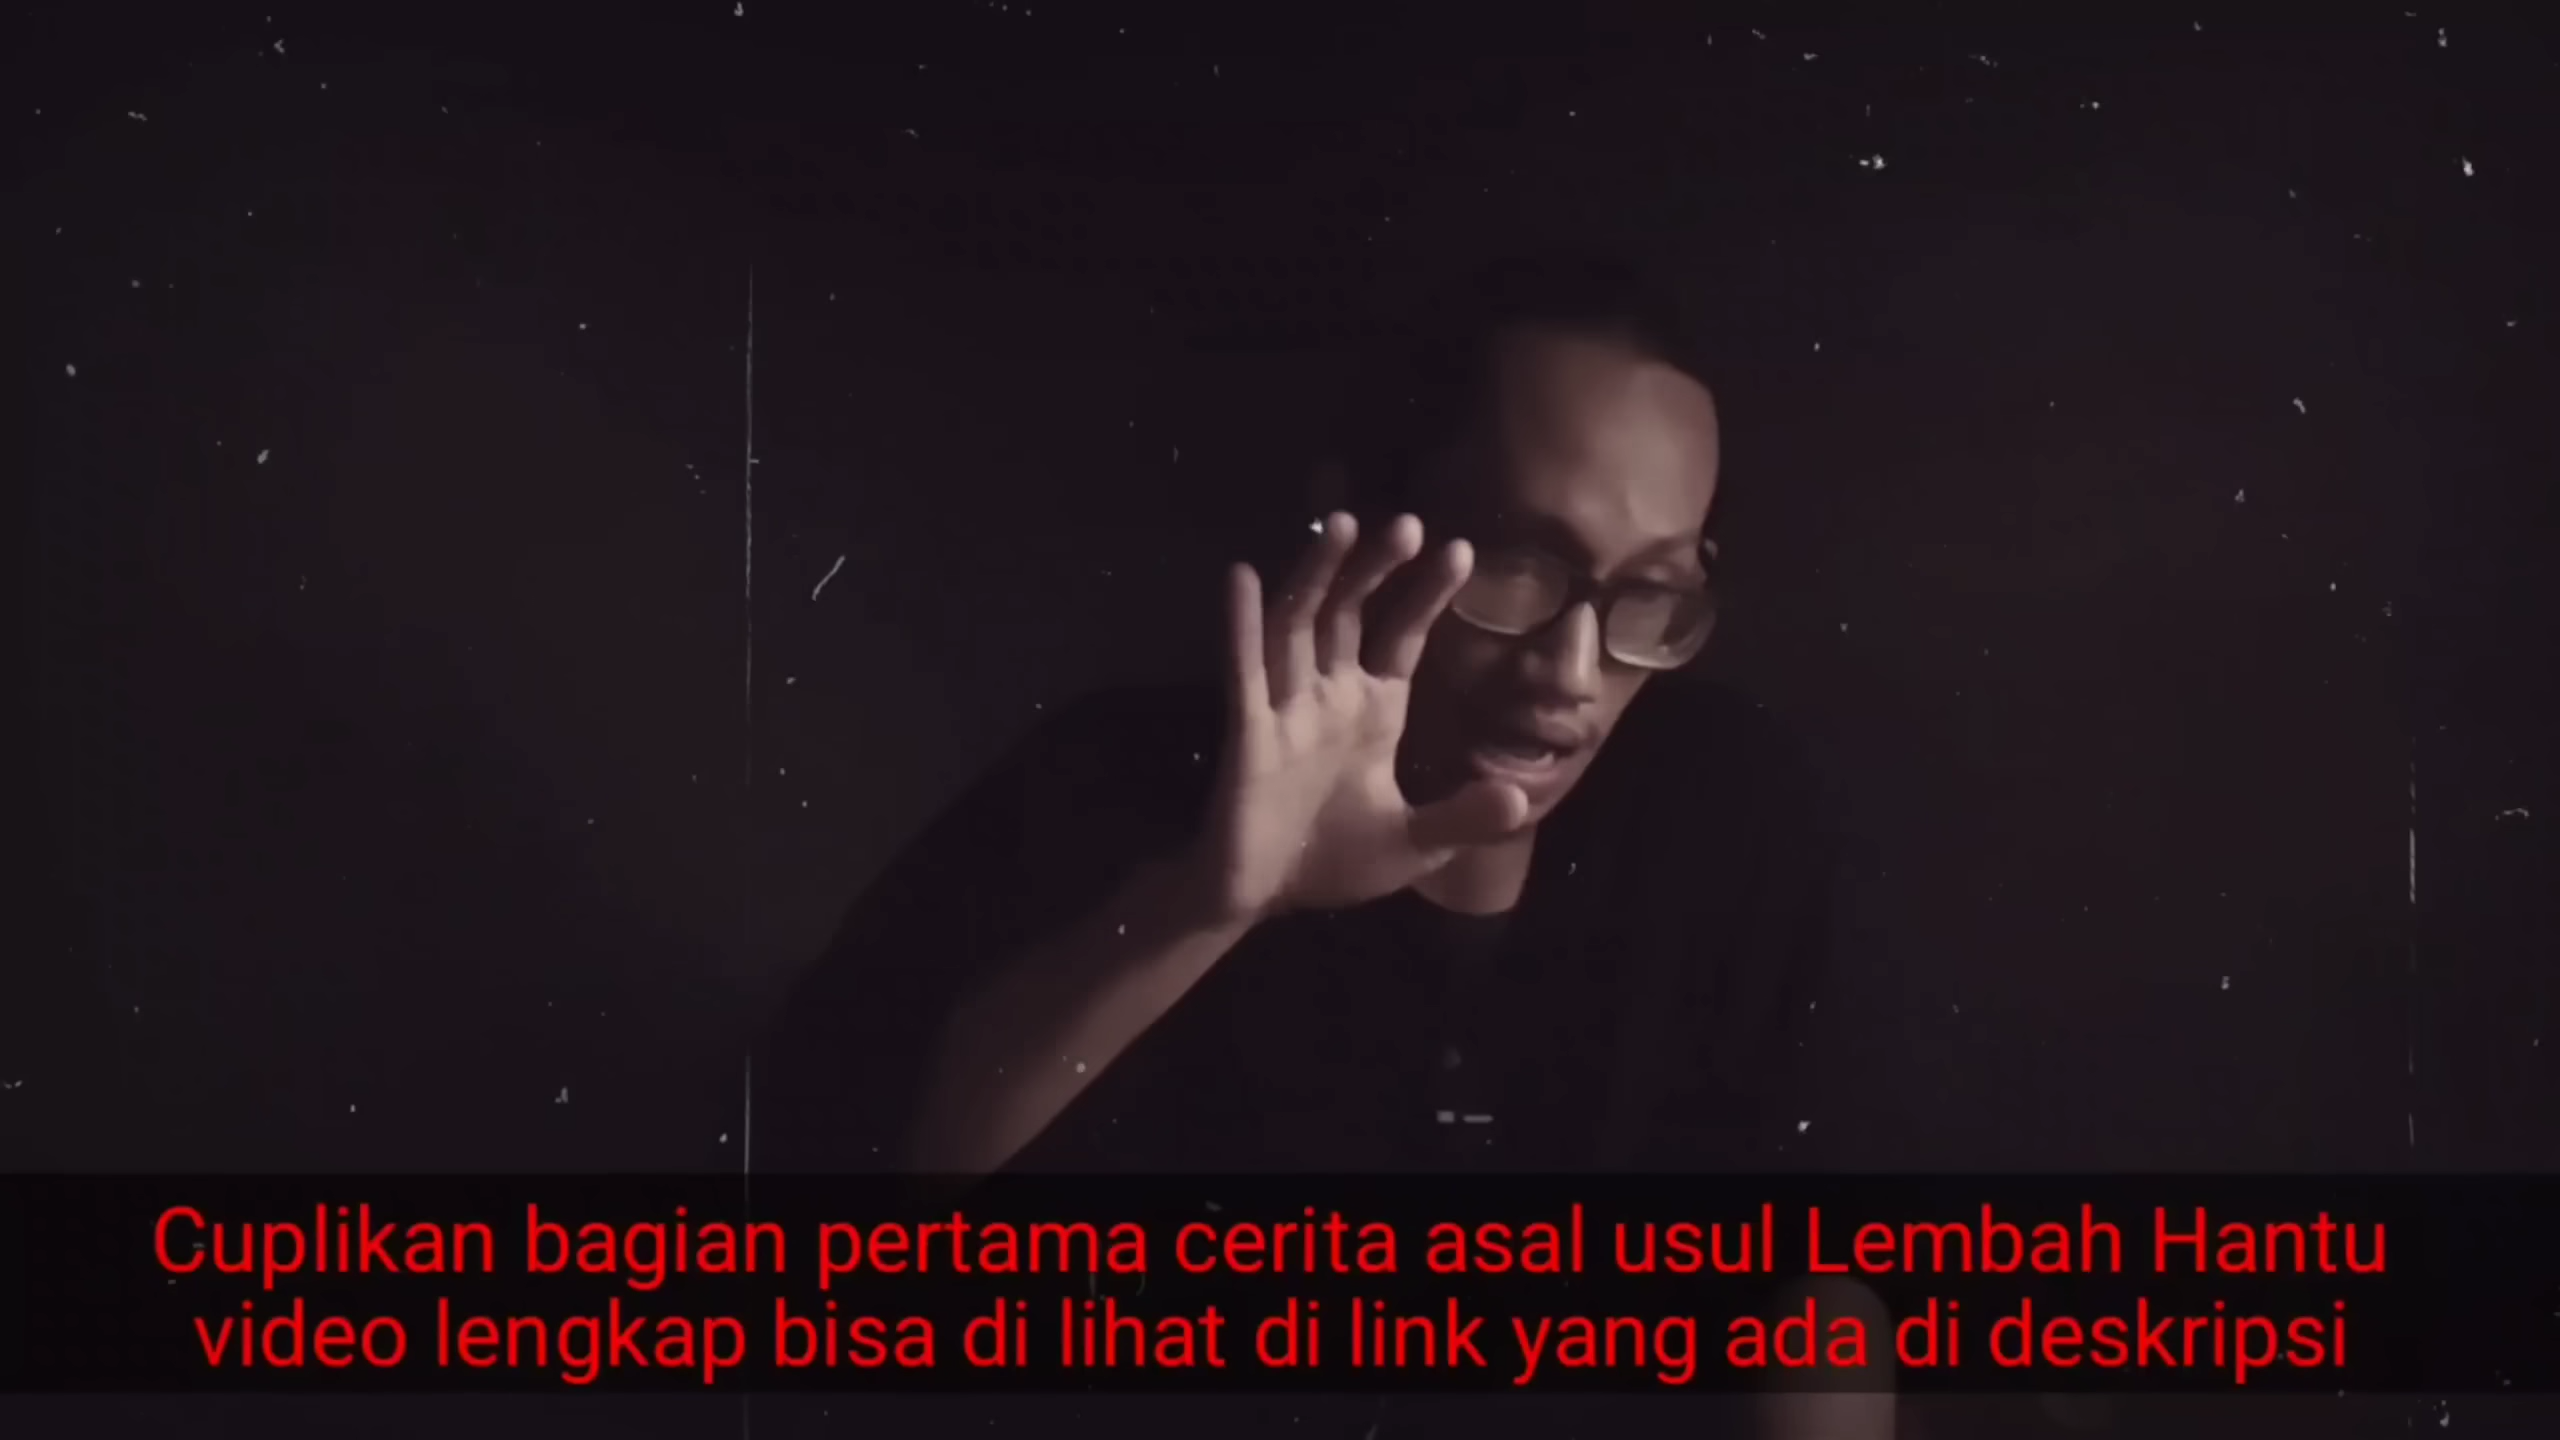 Cuplikan bagian pertama cerita asal usul Lembah Hantu
video lengkap bisa di lihat di link yang ada di deskripsi